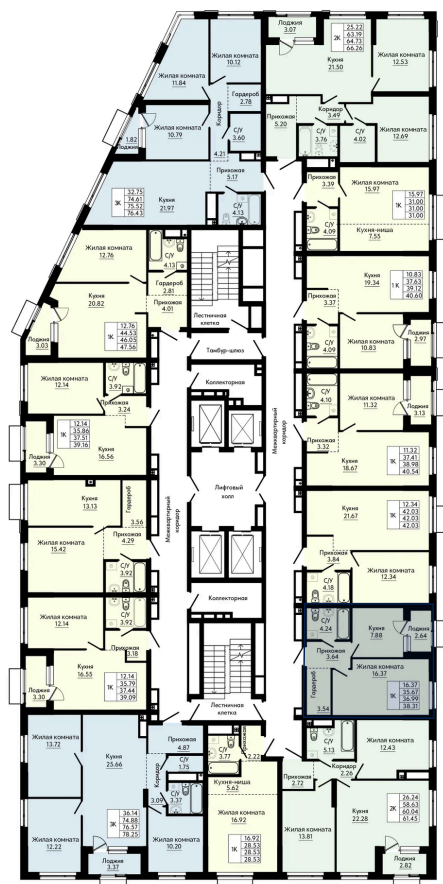 Лоджия
3.07
2К
25.22
63.19
64.73
66.26
Жилая комната
10.12
Жилая комната
11.84
Кухня
21.50
Жилая комната
12.53
Гардероб
2.78
Коридор
Коридор
3.49
Жилая комната
10.79
Прихожая
5.20
1.82
Лоджия
С/У
3.60
С/У
3.76
С/У
4.02
Жилая комната
12.69
4.21
Прихожая
5.17
Прихожая
3.39
Жилая комната
15.97
3К
32.75
74.61
75.52
76.43
Кухня
21.97
С/У
4.13
С/У
4.09
Кухня-ниша
7.55
1К
15.97
31.00
31.00
31.00
Жилая комната
12.76
С/У
4.13
Гардероб
2.81
Кухня
20.82
Прихожая
4.01
Кухня
19.34
1К
10.83
37.63
39.12
40.60
Прихожая
3.37
Лестничная
клетка
Лоджия
3.03
1К
12.76
44.53
46.05
47.56
Тамбур-шлюз
С/У
4.09
Жилая комната
10.83
Лоджия
2.97
Жилая комната
12.14
С/У
3.92
Коллекторная
Прихожая
3.24
С/У
4.10
Жилая комната
11.32
Лоджия
3.13
1К
12.14
35.86
37.51
39.16
Лоджия
3.30
Кухня
16.56
Межквартирный
коридор
Прихожая
3.32
Кухня
18.67
1К
11.32
37.41
38.98
40.54
Кухня
13.13
Гардероб
3.56
Лифтовый
холл
Межквартирный
коридор
Кухня
21.67
1К
12.34
42.03
42.03
42.03
Прихожая
4.29
Жилая комната
15.42
С/У
3.92
Прихожая
3.84
С/У
4.18
Жилая комната
12.34
Коллекторная
Жилая комната
12.14
С/У
3.92
С/У
4.24
Кухня
7.88
Лоджия
2.64
Прихожая
3.18
Прихожая
3.64
Жилая комната
16.37
Кухня
16.55
Лоджия
3.30
1К
12.14
35.79
37.44
39.09
Гардероб
3.54
1К
16.37
35.67
36.99
38.31
Лестничная
клетка
Жилая комната
13.72
Прихожая
4.87
Кухня
25.66
С/У
1.75
С/У
3.77
Прихожая
2.22
С/У
5.13
Жилая комната
12.43
Коридор
3.09
С/У
3.37
Кухня-ниша
5.62
Прихожая
2.72
Коридор
2.26
3К
36.14
74.88
76.57
78.25
Жилая комната
16.92
Кухня
22.28
2К
26.24
58.63
60.04
61.45
Жилая комната
12.22
Жилая комната
10.20
1К
16.92
28.53
28.53
28.53
Жилая комната
13.81
Лоджия
3.37
Лоджия
2.82